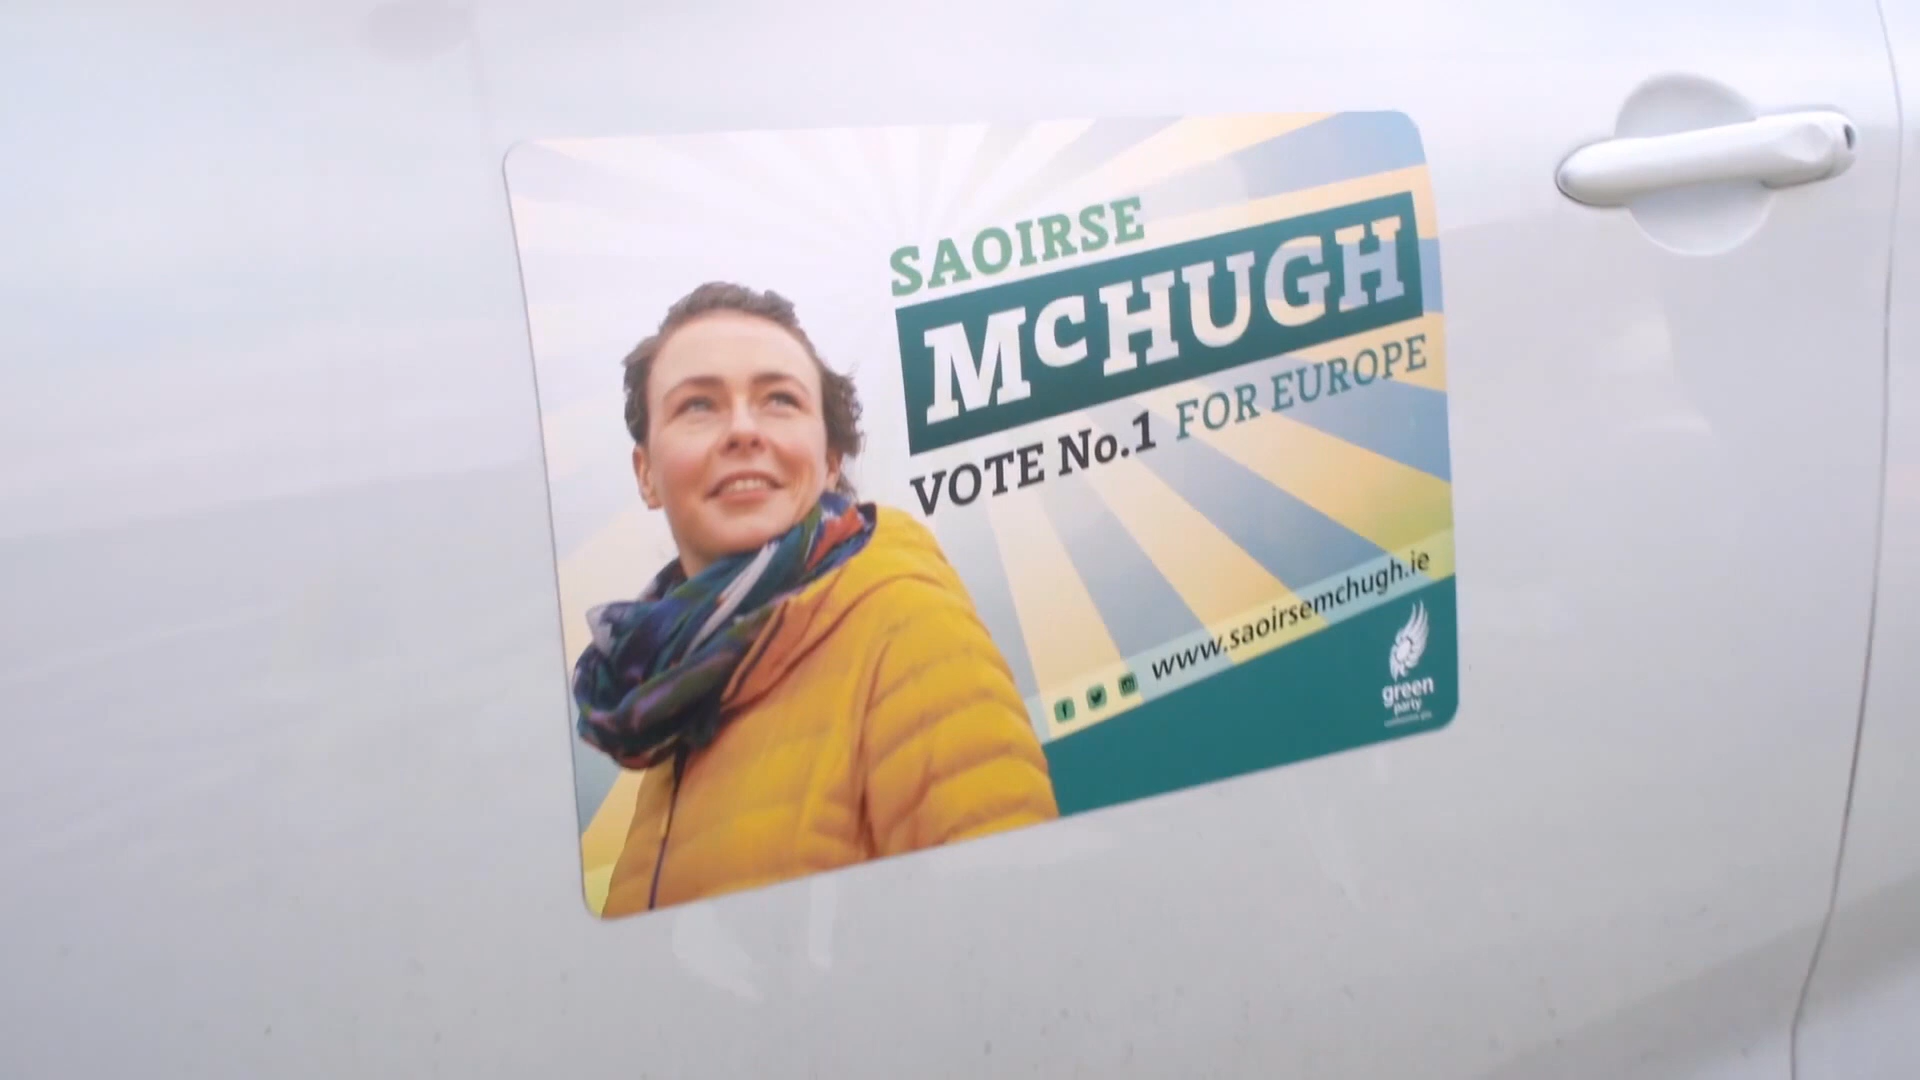 SAOIRSE
McHUGH
VOTE No.1 FOR EUROPE
www.saoirsemchugh.ie
green
party